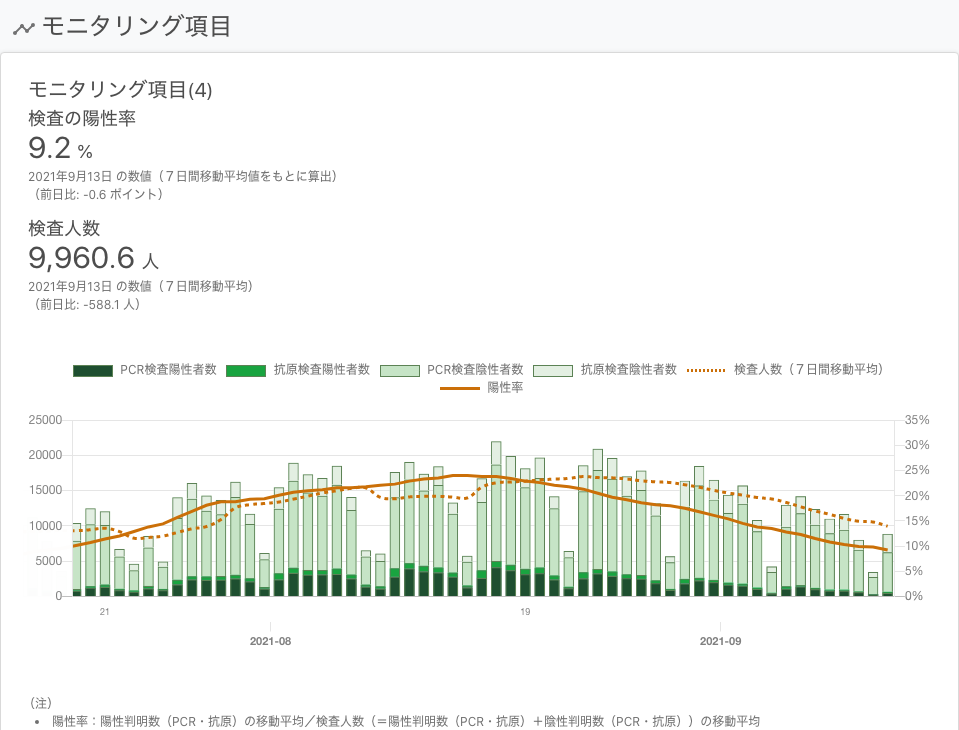 モニタリング項目
モニタリング項目(4)
検査の陽性率
9.2 %
2021年9月13日 の数値（７日間移動平均値をもとに算出）
（前日比: -0.6 ポイント）
検査人数
9,960.6 人
2021年9月13日 の数値（７日間移動平均）
（前日比: -588.1 人）
PCR検査陽性者数 抗原検査陽性者数 PCR検査陰性者数 抗原検査陰性者数 検査人数（７日間移動平均）
陽性率
25000 35%
30%
20000
25%
15000 20%
15%
10000
10%
5000
5%
0 0%
21 19
2021-08 2021-09
（注）
• 陽性率：陽性判明数（PCR・抗原）の移動平均／検査人数（＝陽性判明数（PCR・抗原）＋陰性判明数（PCR・抗原））の移動平均